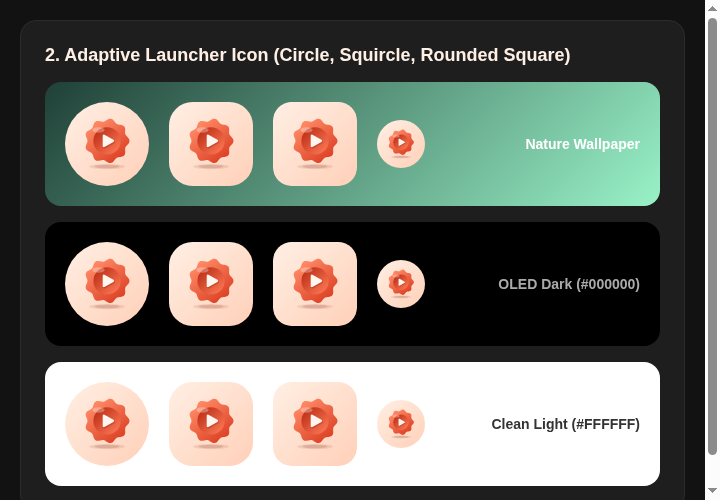 2. Adaptive Launcher Icon (Circle, Squircle, Rounded Square)
Nature Wallpaper
OLED Dark (#000000)
Clean Light (#FFFFFF)